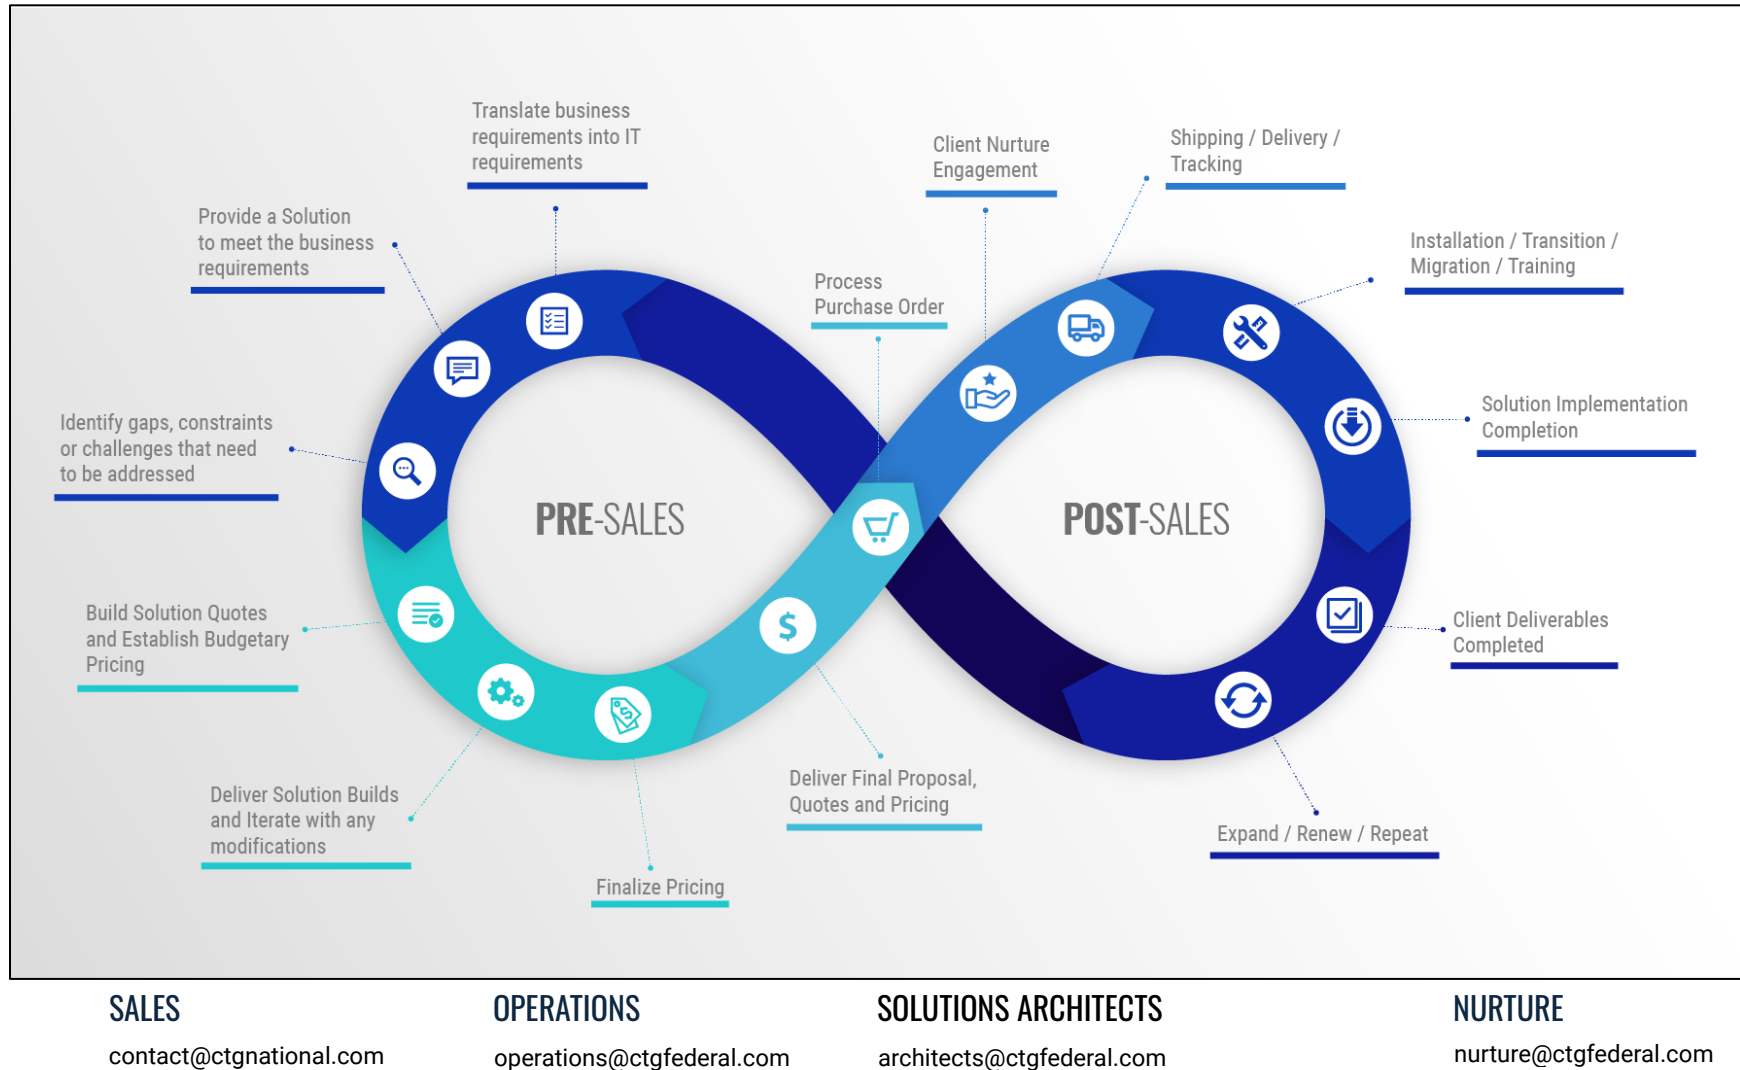 Translate business
requirements into IT
requirements
Client Nurture
Engagement
Shipping / Delivery /
Tracking
Provide a Solution
to meet the business
requirements
Installation / Transition /
Migration / Training
Process
Purchase Order
Identify gaps, constraints
or challenges that need
to be addressed
Solution Implementation
Completion
PRE-SALES
POST-SALES
Build Solution Quotes
and Establish Budgetary
Pricing
Client Deliverables
Completed
$
Deliver Solution Builds
and Iterate with any
modifications
Deliver Final Proposal,
Quotes and Pricing
Expand / Renew / Repeat
Finalize Pricing
SALES
contact@ctgnational.com
OPERATIONS
operations@ctgfederal.com
SOLUTIONS ARCHITECTS
architects@ctgfederal.com
NURTURE
nurture@ctgfederal.com